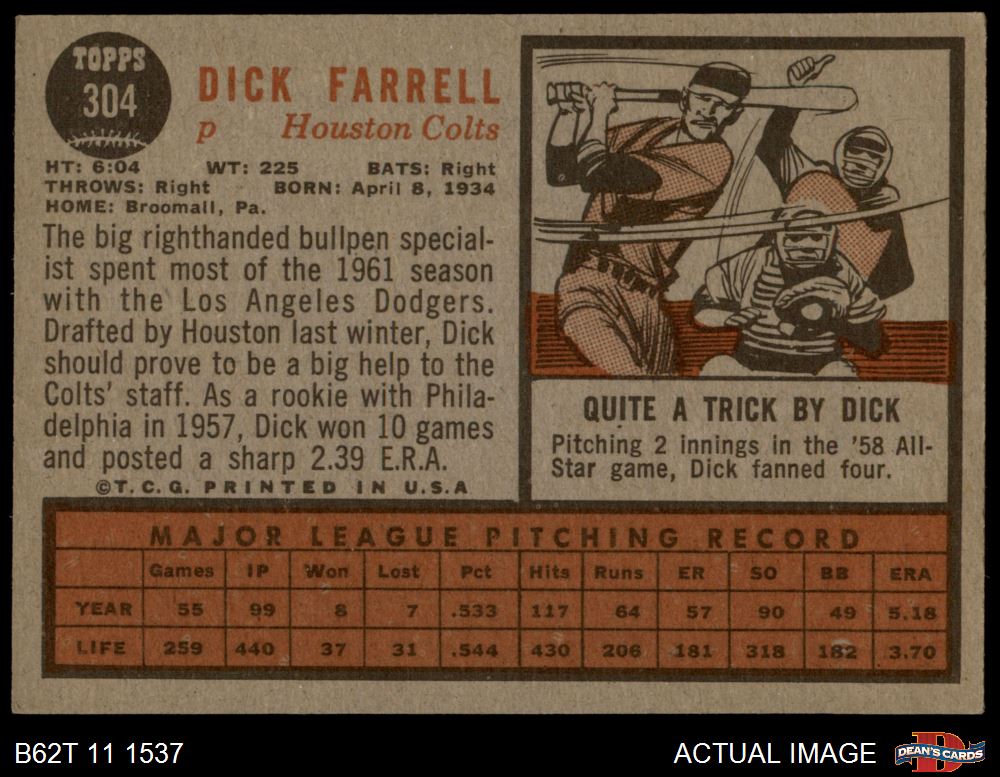 TOPPS
304
DICK FARRELL
p Houston Colts
HT: 6:04 WT: 225 BATS: Right
THROWS: Right BORN: April 8, 1934
HOME: Broomall, Pa.
The big righthanded bullpen special-
ist spent most of the 1961 season
with the Los Angeles Dodgers.
Drafted by Houston last winter, Dick
should prove to be a big help to the
Colts' staff. As a rookie with Phila-
delphia in 1957, Dick won 10 games
and posted a sharp 2.39 E.R.A.
©T.C.G. PRINTED IN U.S.A
QUITE A TRICK BY DICK
Pitching 2 innings in the '58 All-
Star game, Dick fanned four.
MAJOR LEAGUE PITCHING RECORD
Games IP Won Lost Pct Hits Runs ER SO BB ERA
YEAR 55 99 8 7 .533 117 64 57 90 49 5.18
LIFE 259 440 37 31 .544 430 206 181 318 182 3.70
B62T 11 1537
ACTUAL IMAGE
D
DEAN'S CARDS